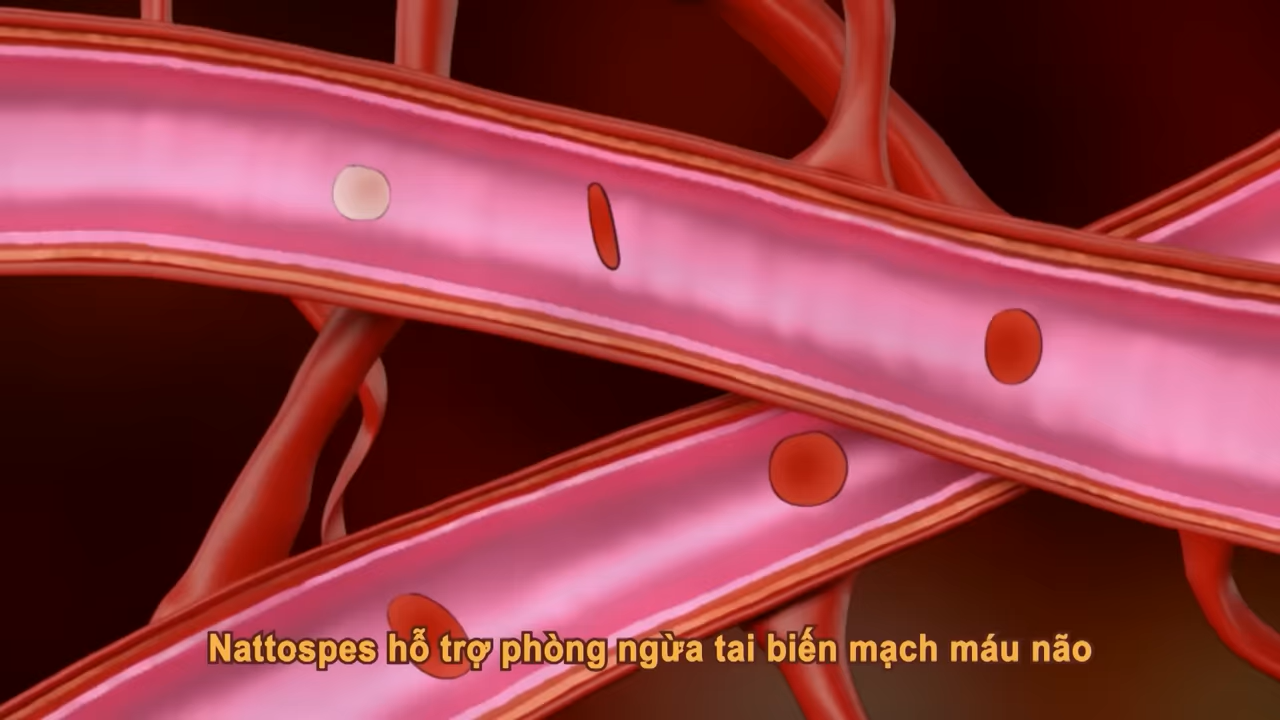 Nattospes hỗ trợ phòng ngừa tai biến mạch máu não